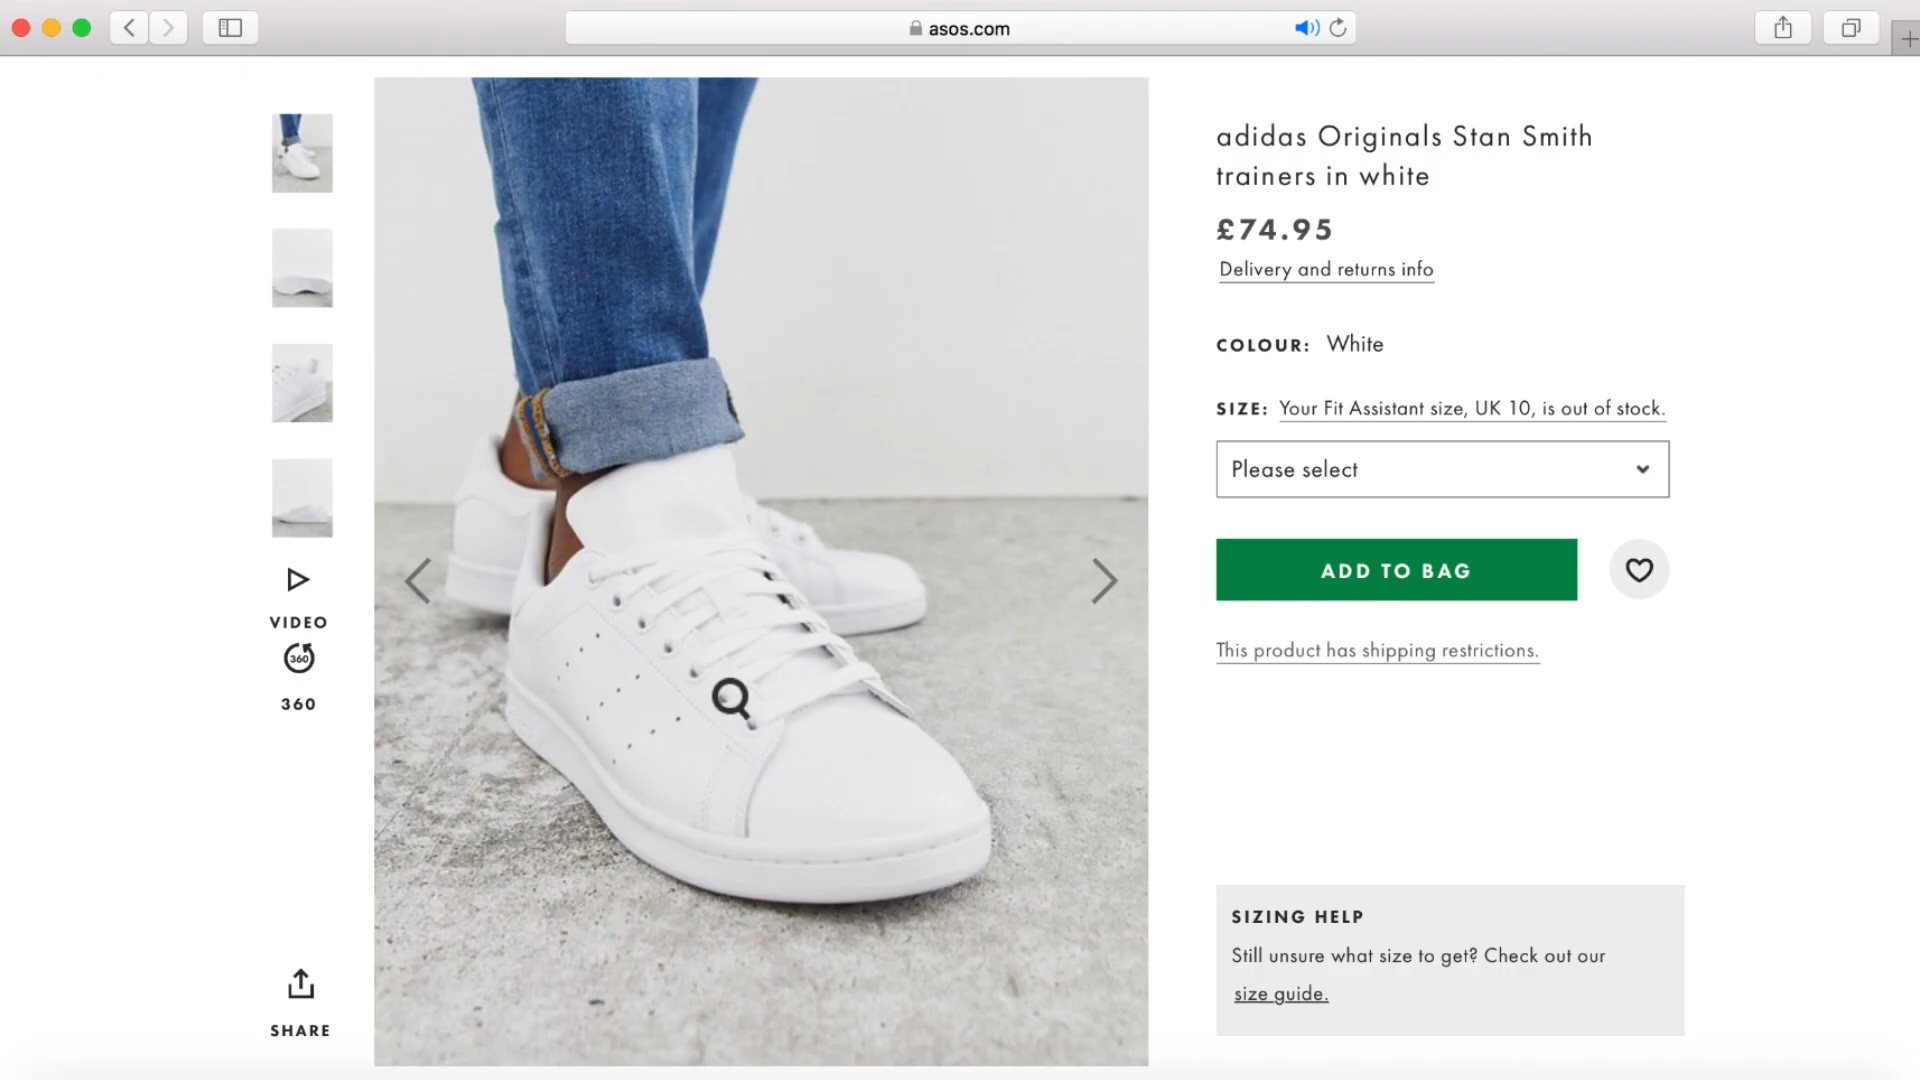 asos.com
adidas Originals Stan Smith
trainers in white
£74.95
Delivery and returns info
COLOUR: White
SIZE: Your Fit Assistant size, UK 10, is out of stock.
Please select
ADD TO BAG
This product has shipping restrictions.
VIDEO
360
360
SHARE
SIZING HELP
Still unsure what size to get? Check out our
size guide.